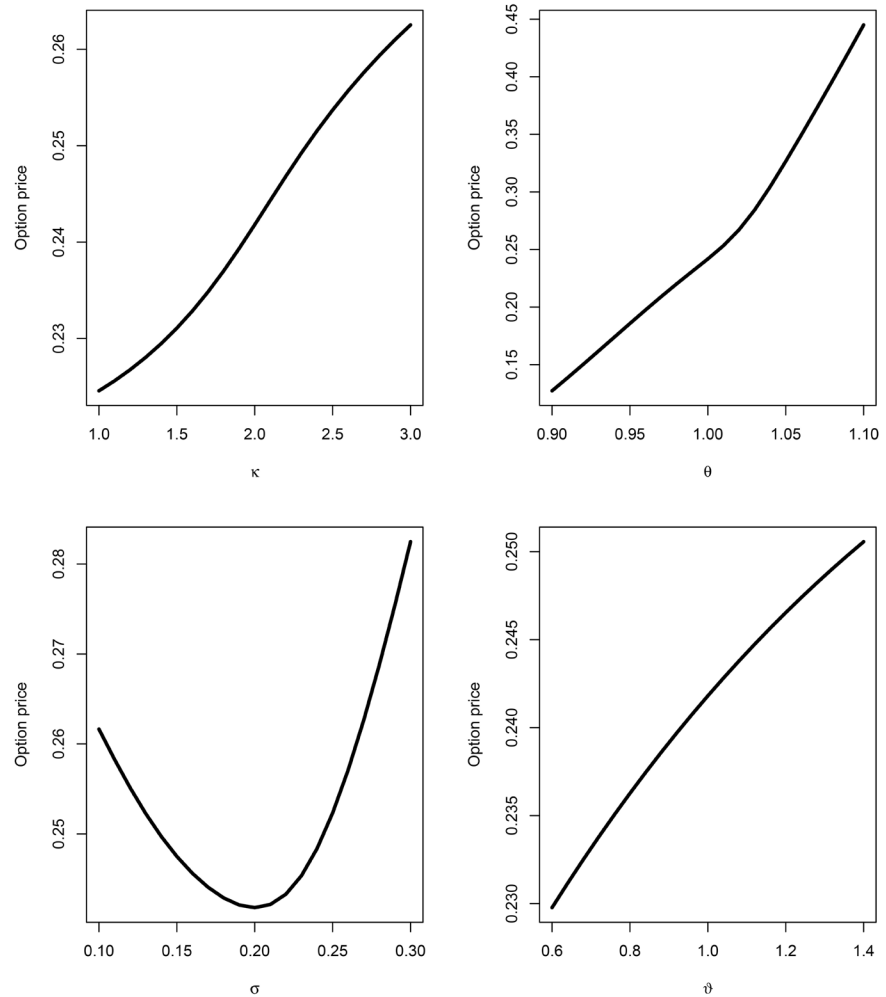 Option price
0.23 0.24 0.25 0.26
1.0 1.5 2.0 2.5 3.0
κ
Option price
0.15 0.20 0.25 0.30 0.35 0.40 0.45
0.90 0.95 1.00 1.05 1.10
θ
Option price
0.25 0.26 0.27 0.28
0.10 0.15 0.20 0.25 0.30
σ
Option price
0.230 0.235 0.240 0.245 0.250
0.6 0.8 1.0 1.2 1.4
ϑ